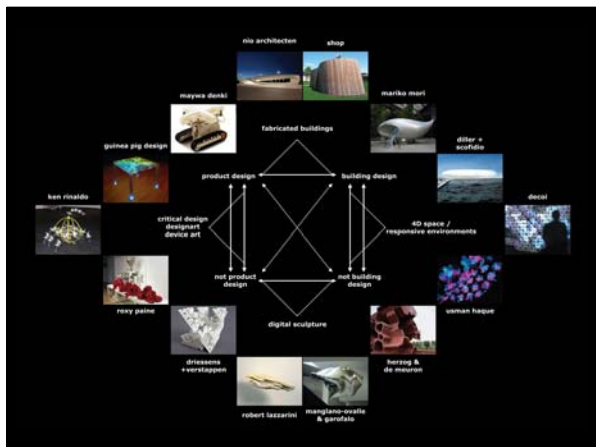 nio architecten
shop
maywa denki
mariko mori
fabricated buildings
guinea pig design
diller +
scofidio
product design
building design
ken rinaldo
decoi
critical design
designart
device art
4D space /
responsive environments
not product
design
not building
design
roxy paine
usman haque
digital sculpture
driessens
+verstappen
herzog &
de meuron
robert lazzarini
manglano-ovalle
& garofalo